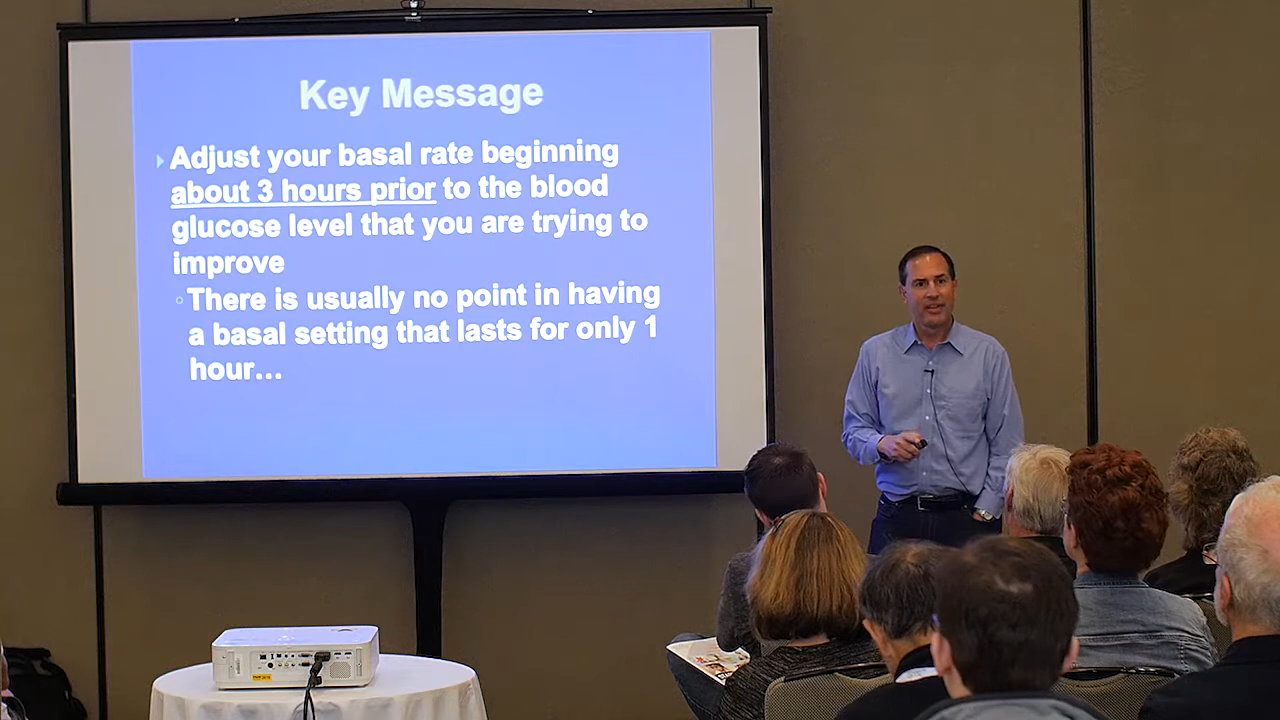 Key Message
Adjust your basal rate beginning
about 3 hours prior to the blood
glucose level that you are trying to
improve
There is usually no point in having
a basal setting that lasts for only 1
hour…